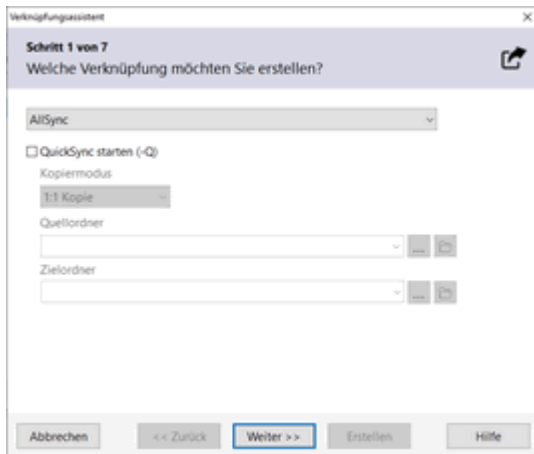 Verknüpfungsassistent
Schritt 1 von 7
Welche Verknüpfung möchten Sie erstellen?
AllSync
QuickSync starten (-Q)
Kopiermodus
1:1 Kopie
Quellordner
...
Zielordner
...
Abbrechen
<< Zurück
Weiter >>
Erstellen
Hilfe